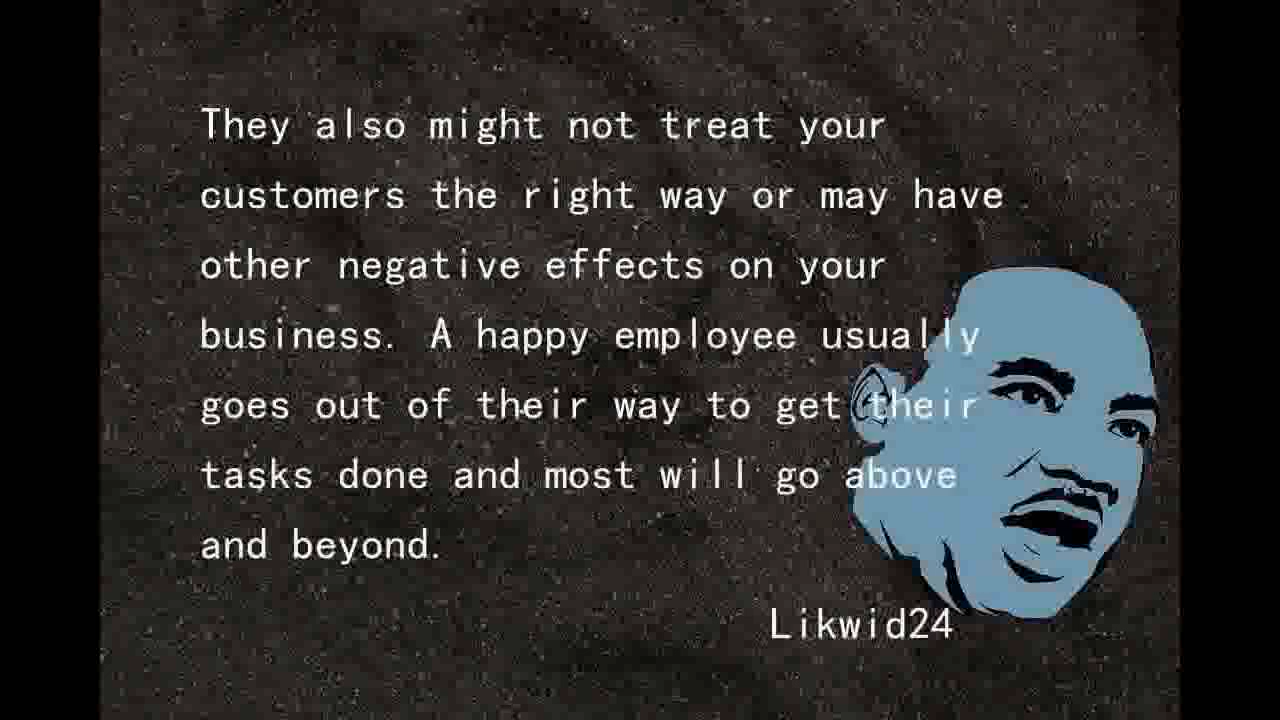 They also might not treat your
customers the right way or may have
other negative effects on your
business. A happy employee usually
goes out of their way to get their
tasks done and most will go above
and beyond.
Likwid24